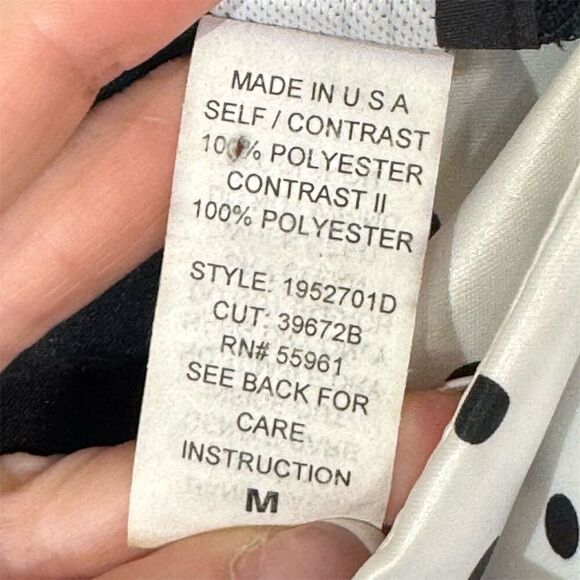 MADE IN U S A
SELF / CONTRAST
100% POLYESTER
CONTRAST II
100% POLYESTER
STYLE: 1952701D
CUT: 39672B
RN# 55961
SEE BACK FOR
CARE
INSTRUCTION
M